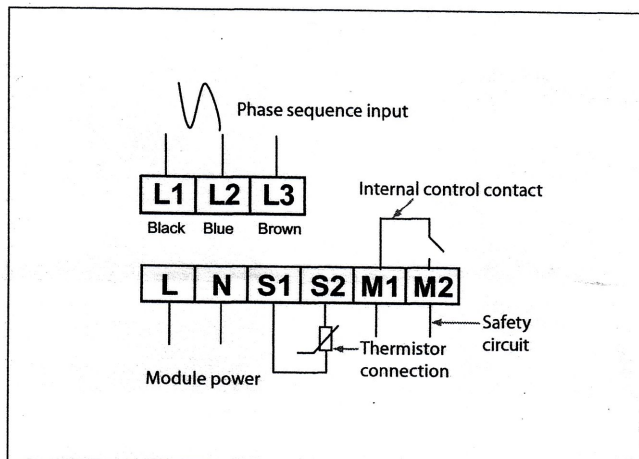 Phase sequence input
L1 L2 L3
Black Blue Brown
Internal control contact
L N S1 S2 M1 M2
Safety
circuit
Thermistor
connection
Module power